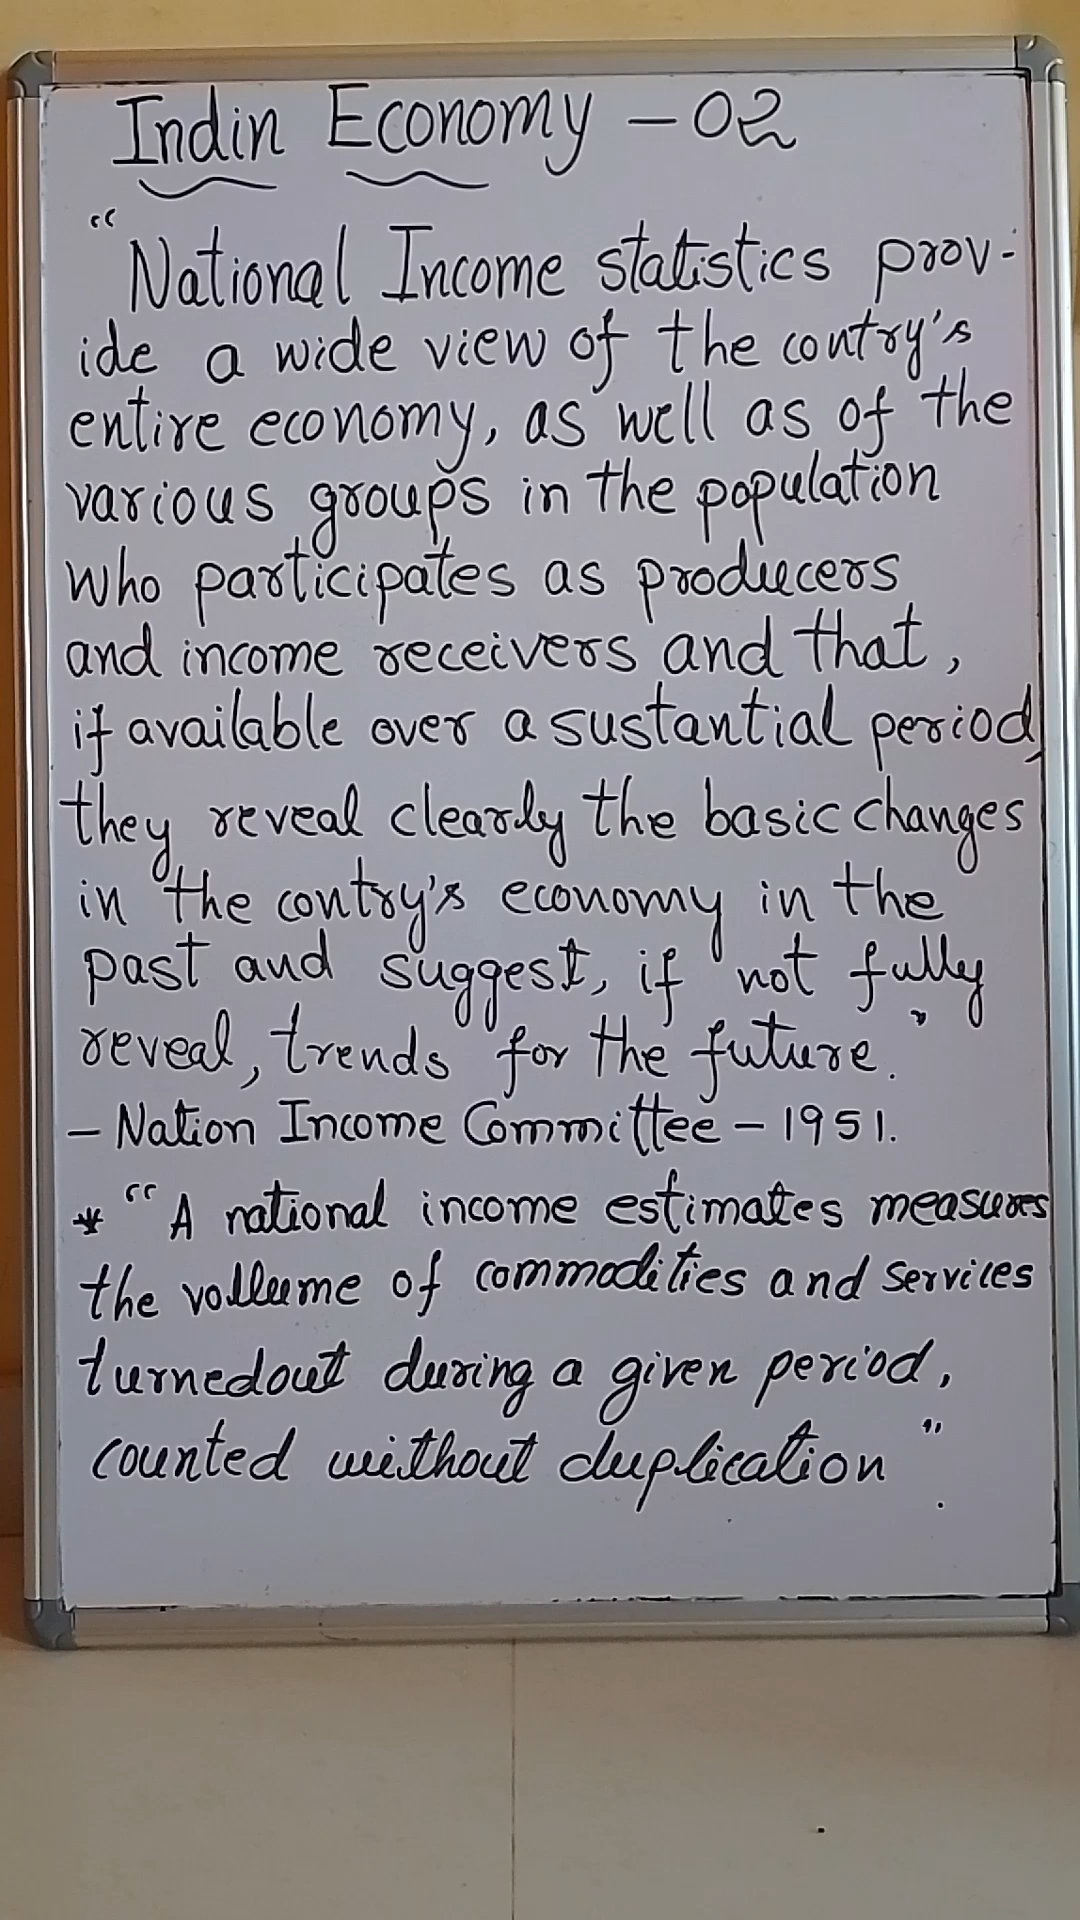 Indin Economy - 02
"National Income statistics prov-
ide a wide view of the contry's
entire economy, as well as of the
various groups in the population
who participates as producers
and income receivers and that,
if available over a sustantial period,
they reveal clearly the basic changes
in the contry's economy in the
past and suggest, if not fully
reveal, trends for the future."
- Nation Income Committee - 1951.
* "A national income estimates measures
the vollume of commodities and services
turnedout during a given period,
counted without duplication".